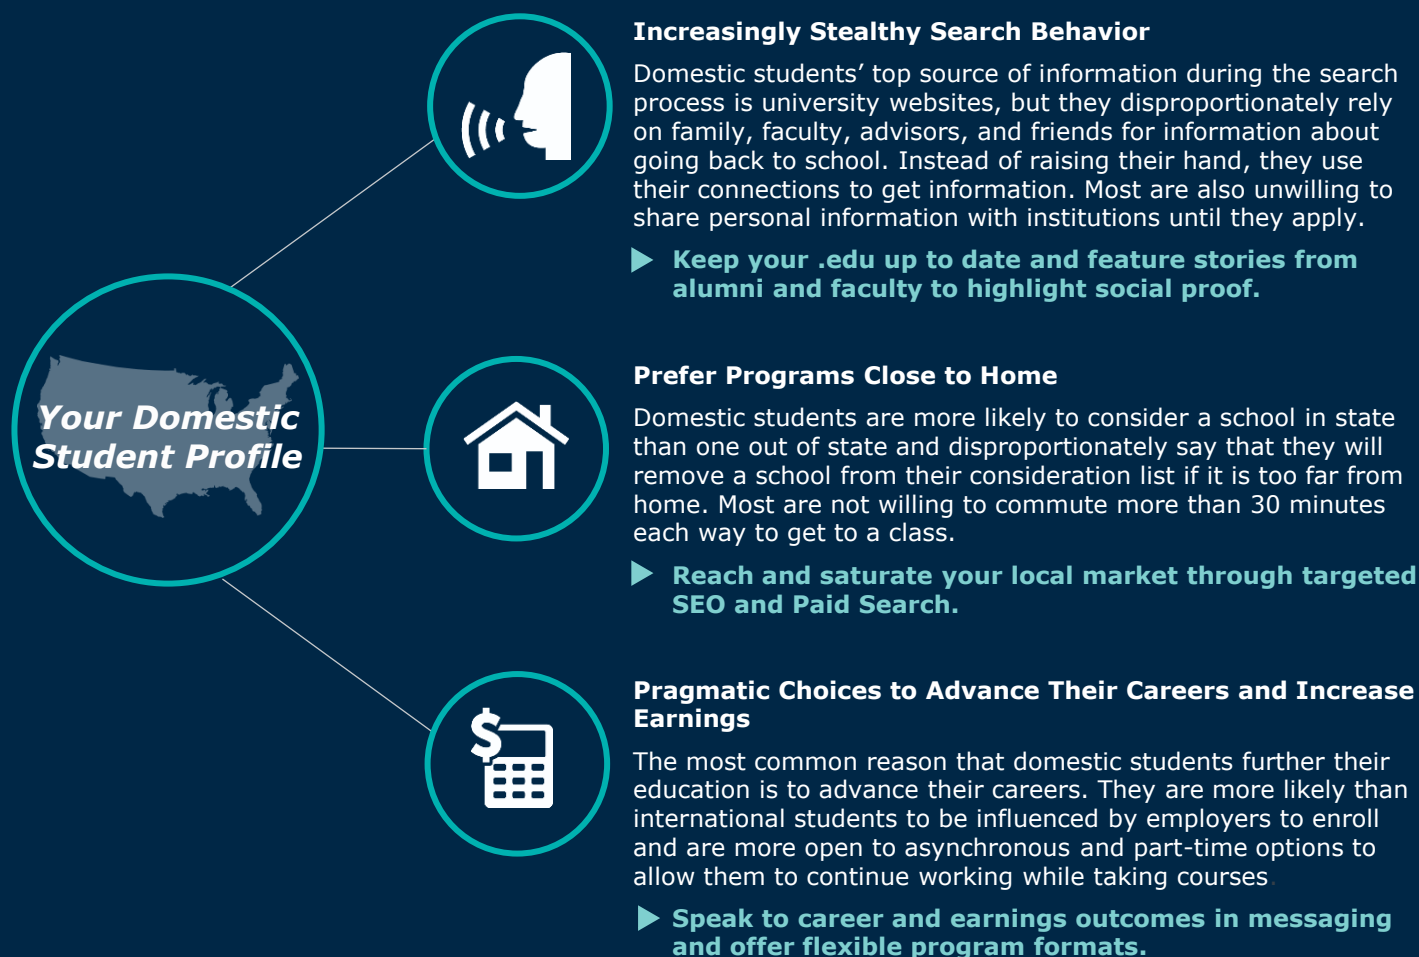 Increasingly Stealthy Search Behavior
Domestic students’ top source of information during the search
process is university websites, but they disproportionately rely
on family, faculty, advisors, and friends for information about
going back to school. Instead of raising their hand, they use
their connections to get information. Most are also unwilling to
share personal information with institutions until they apply.
Keep your .edu up to date and feature stories from
alumni and faculty to highlight social proof.
Your Domestic
Student Profile
Prefer Programs Close to Home
Domestic students are more likely to consider a school in state
than one out of state and disproportionately say that they will
remove a school from their consideration list if it is too far from
home. Most are not willing to commute more than 30 minutes
each way to get to a class.
Reach and saturate your local market through targeted
SEO and Paid Search.
$
Pragmatic Choices to Advance Their Careers and Increase
Earnings
The most common reason that domestic students further their
education is to advance their careers. They are more likely than
international students to be influenced by employers to enroll
and are more open to asynchronous and part-time options to
allow them to continue working while taking courses.
Speak to career and earnings outcomes in messaging
and offer flexible program formats.